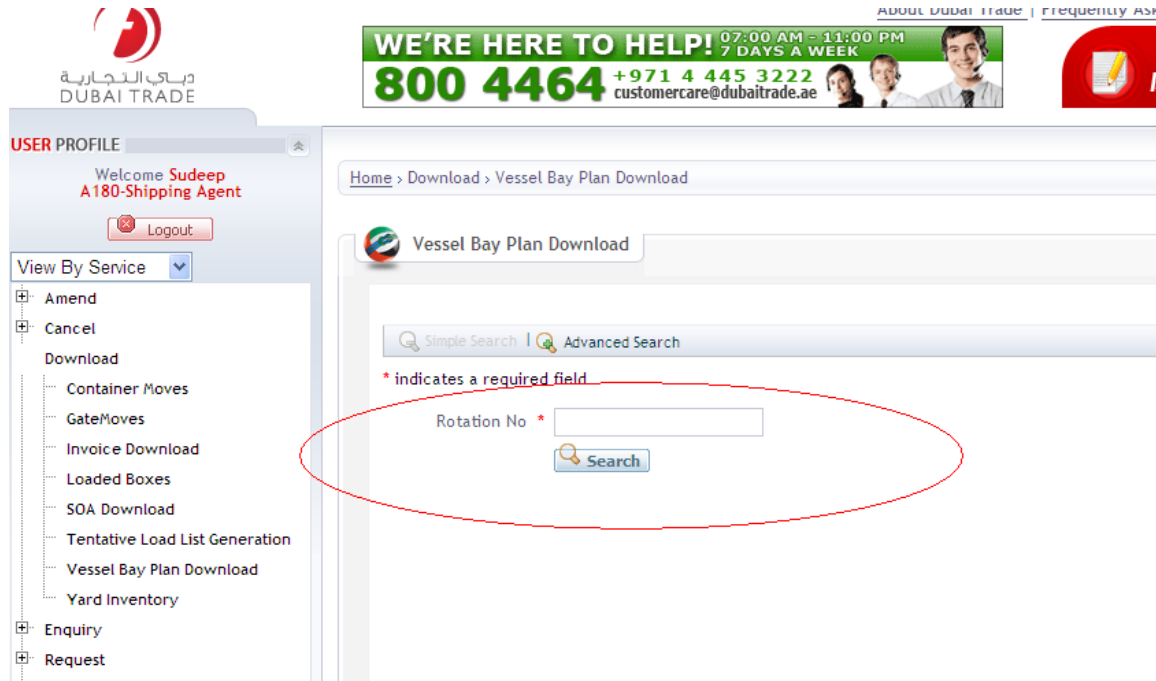 About Dubai Trade | Frequently Ask
WE'RE HERE TO HELP! 07:00 AM - 11:00 PM
7 DAYS A WEEK
800 4464 +971 4 445 3222
customercare@dubaitrade.ae
دبي التجارية
DUBAI TRADE
USER PROFILE
Welcome Sudeep
A180-Shipping Agent
Logout
View By Service
Amend
Cancel
Download
Container Moves
GateMoves
Invoice Download
Loaded Boxes
SOA Download
Tentative Load List Generation
Vessel Bay Plan Download
Yard Inventory
Enquiry
Request
Home › Download › Vessel Bay Plan Download
Vessel Bay Plan Download
Simple Search | Advanced Search
* indicates a required field
Rotation No *
Search